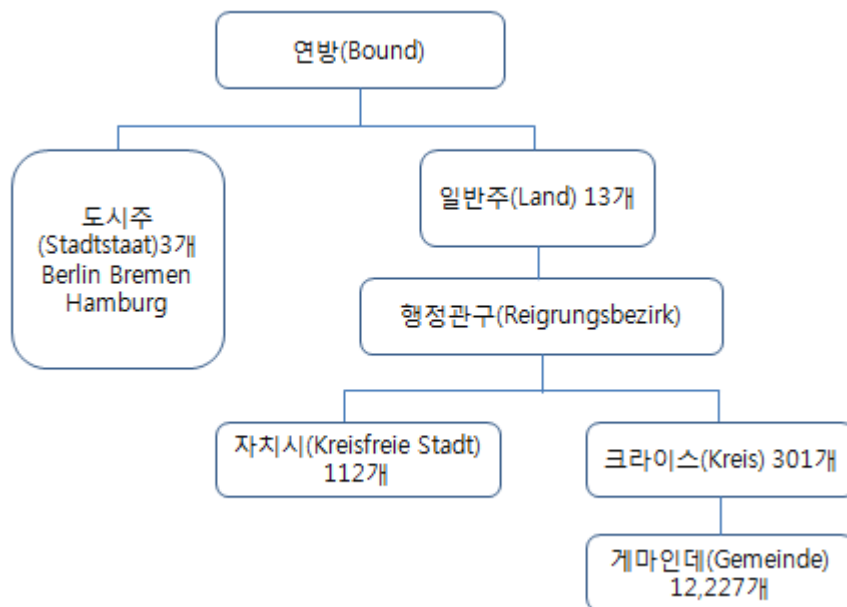 연방(Bound)
도시주
(Stadtstaat)3개
Berlin Bremen
Hamburg
일반주(Land) 13개
행정관구(Reigrungsbezirk)
자치시(Kreisfreie Stadt)
112개
크라이스(Kreis) 301개
게마인데(Gemeinde)
12,227개